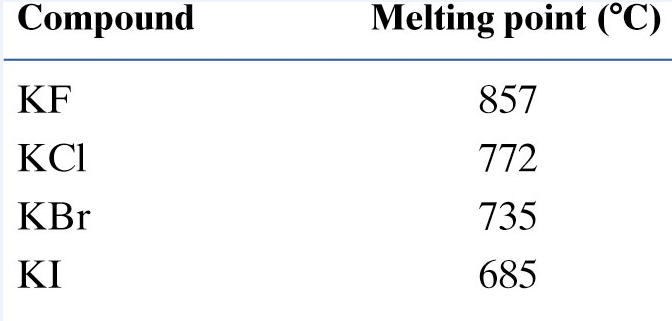 Compound Melting point (°C)
KF 857
KCl 772
KBr 735
KI 685